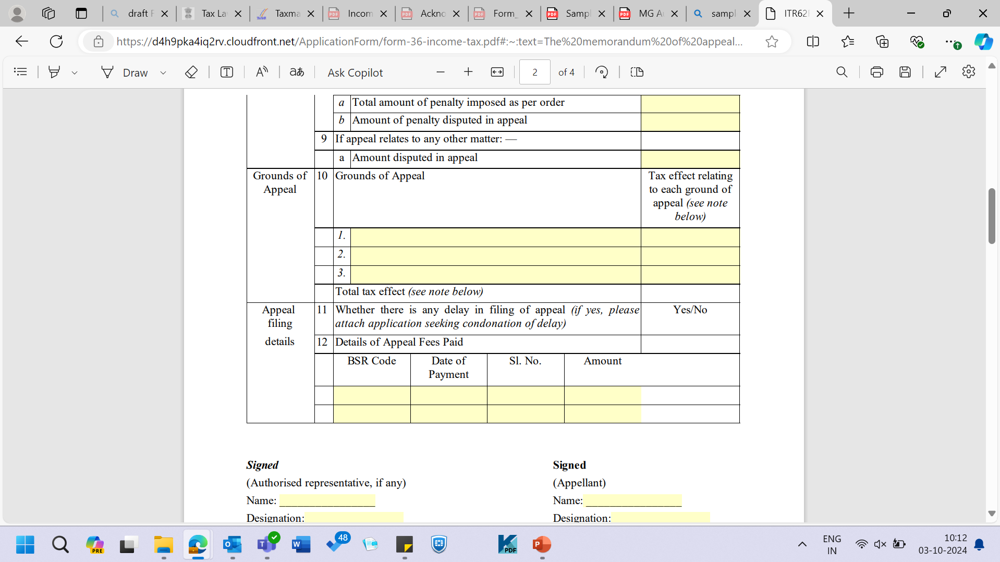 draft F
Tax La
Taxma
Incom
Ackno
Form_
Sampl
MG A
sampl
ITR62I
https://d4h9pka4iq2rv.cloudfront.net/ApplicationForm/form-36-income-tax.pdf#:~:text=The%20memorandum%20of%20appeal...
Draw
aあ
Ask Copilot
2 of 4
a Total amount of penalty imposed as per order
b Amount of penalty disputed in appeal
9 If appeal relates to any other matter: —
a Amount disputed in appeal
Grounds of Appeal
10 Grounds of Appeal
Tax effect relating
to each ground of
appeal (see note
below)
1.
2.
3.
Total tax effect (see note below)
Appeal
filing
details
11 Whether there is any delay in filing of appeal (if yes, please
attach application seeking condonation of delay)
Yes/No
12 Details of Appeal Fees Paid
BSR Code
Date of
Payment
Sl. No.
Amount
Signed
(Authorised representative, if any)
Name: _________________
Designation:
Signed
(Appellant)
Name: _________________
Designation:
PRE
48
PDF
ENG
IN
10:12
03-10-2024